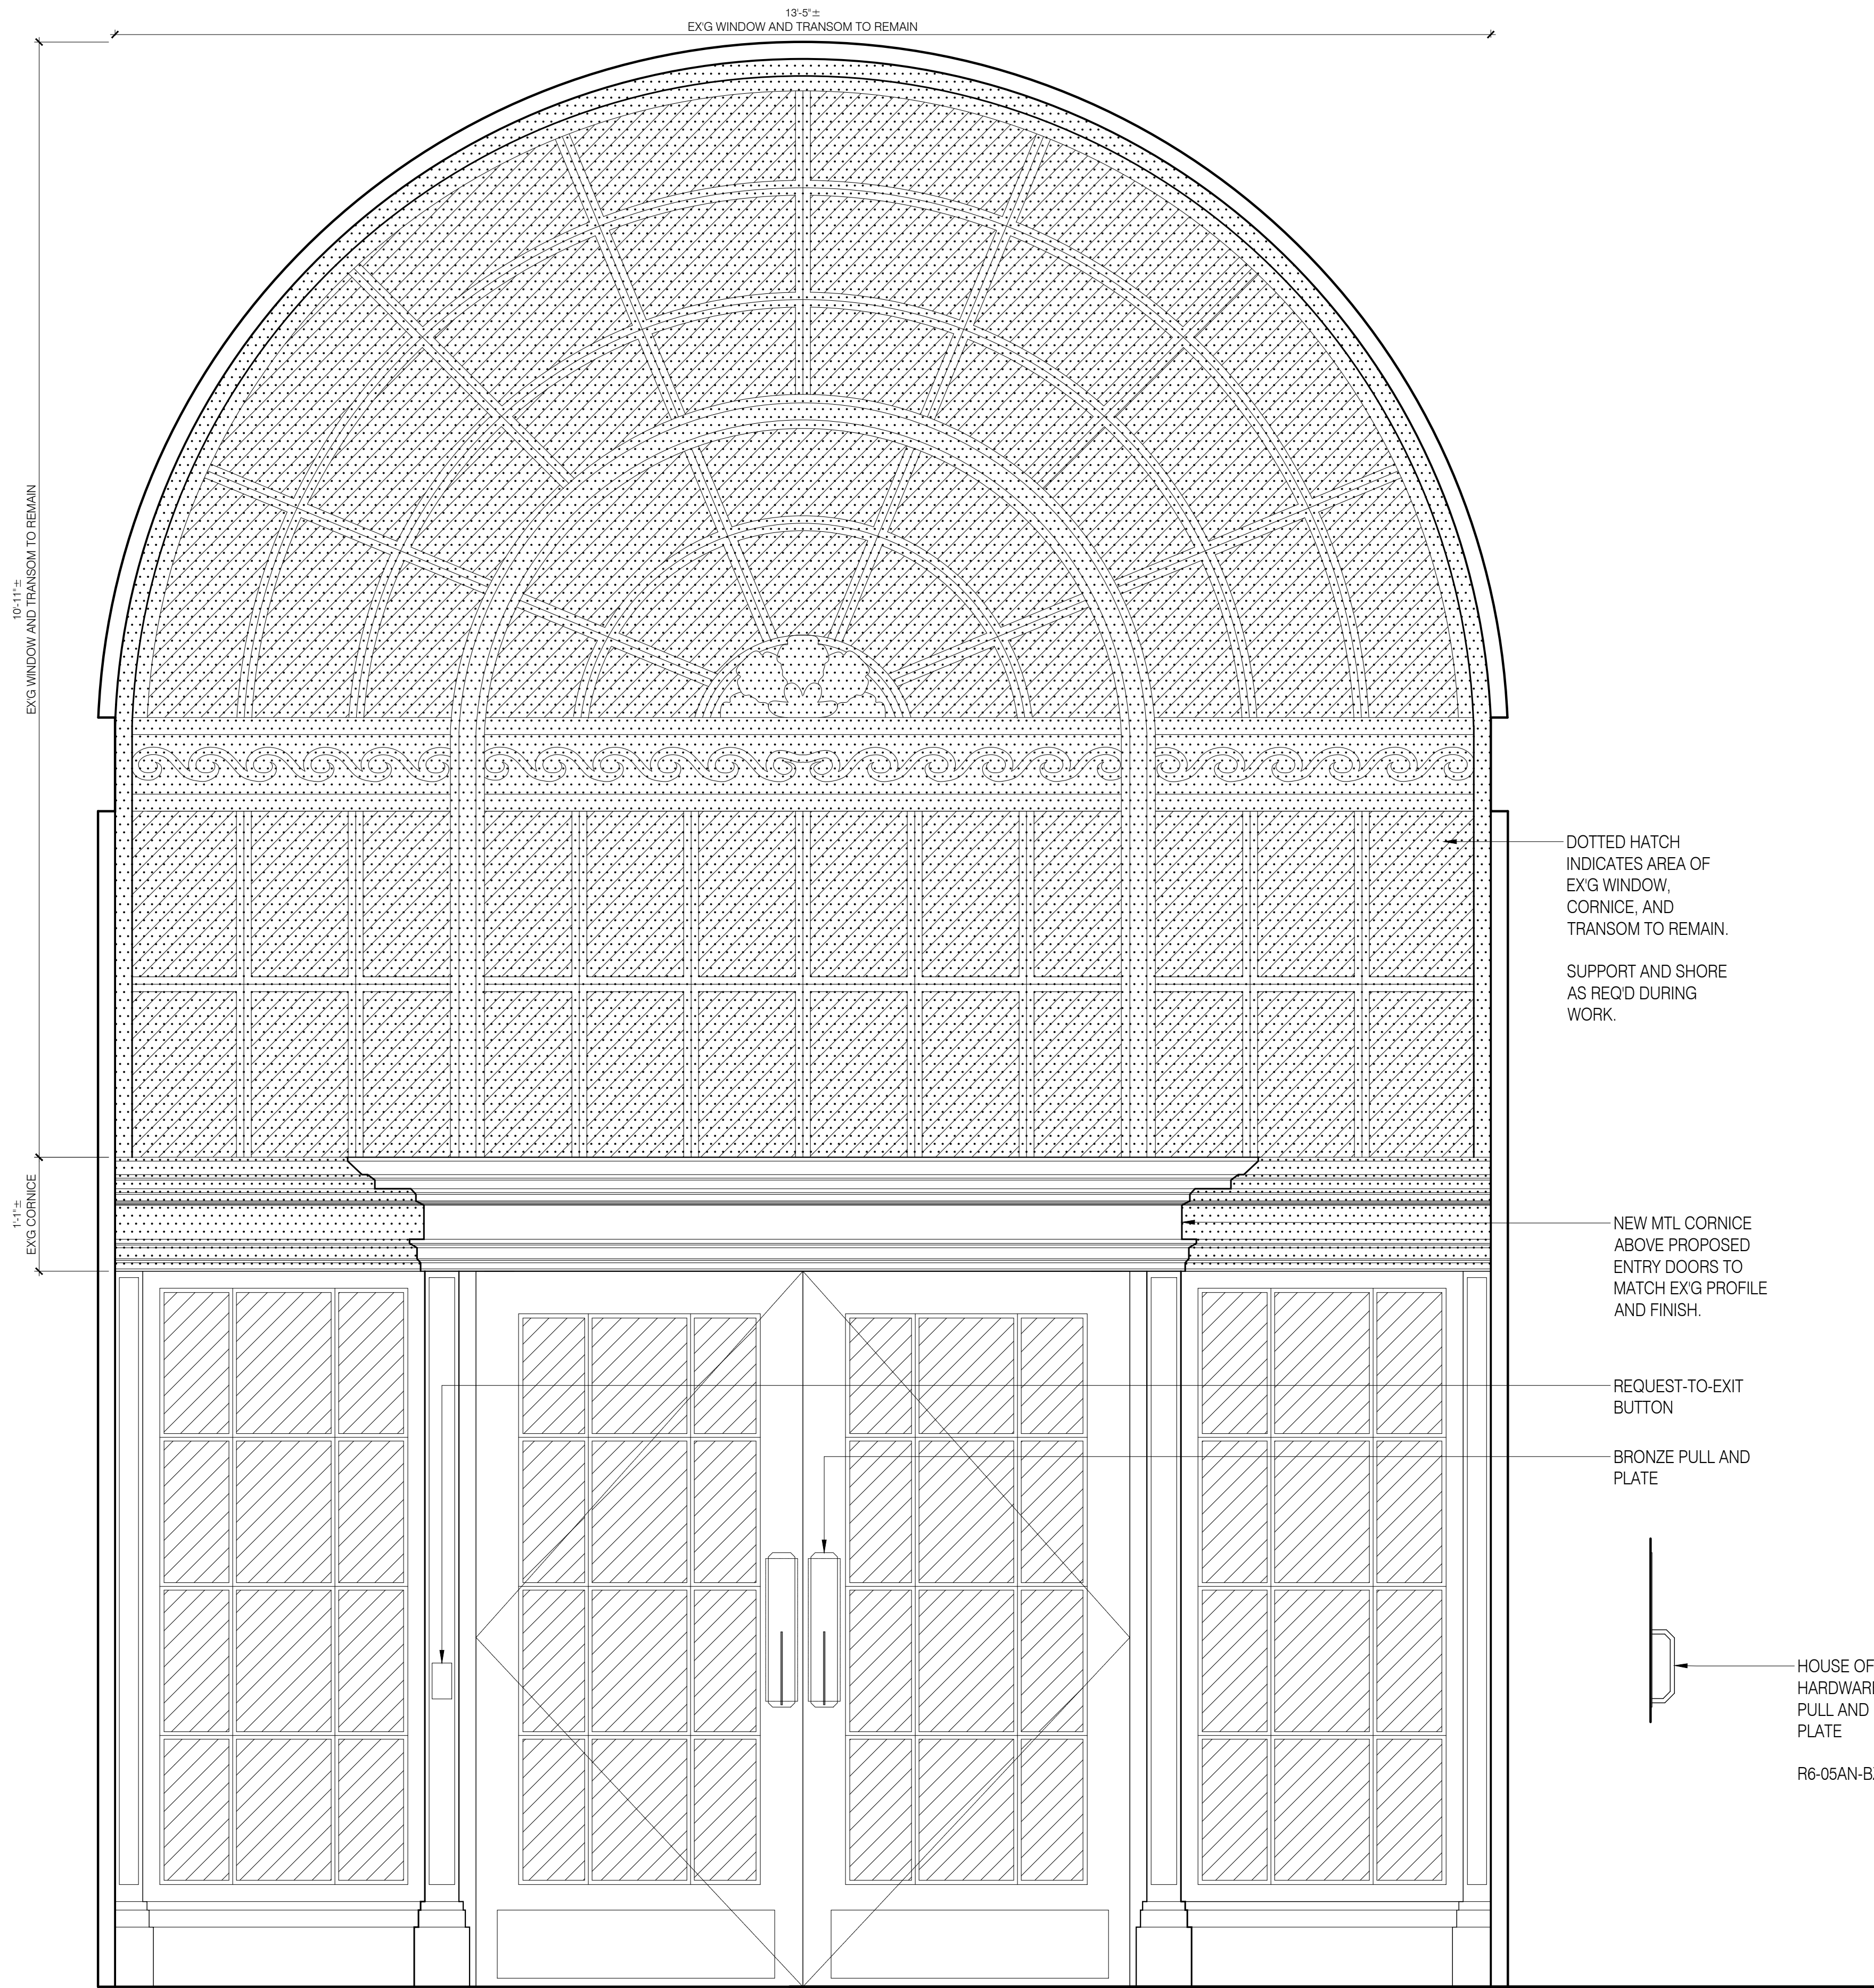 13'-5"±
EX'G WINDOW AND TRANSOM TO REMAIN
10'-11"±
EX'G WINDOW AND TRANSOM TO REMAIN
1'-1"±
EX'G CORNICE
DOTTED HATCH
INDICATES AREA OF
EX'G WINDOW,
CORNICE, AND
TRANSOM TO REMAIN.
SUPPORT AND SHORE
AS REQ'D DURING
WORK.
NEW MTL CORNICE
ABOVE PROPOSED
ENTRY DOORS TO
MATCH EX'G PROFILE
AND FINISH.
REQUEST-TO-EXIT
BUTTON
BRONZE PULL AND
PLATE
HOUSE OF
PULL AND
PLATE